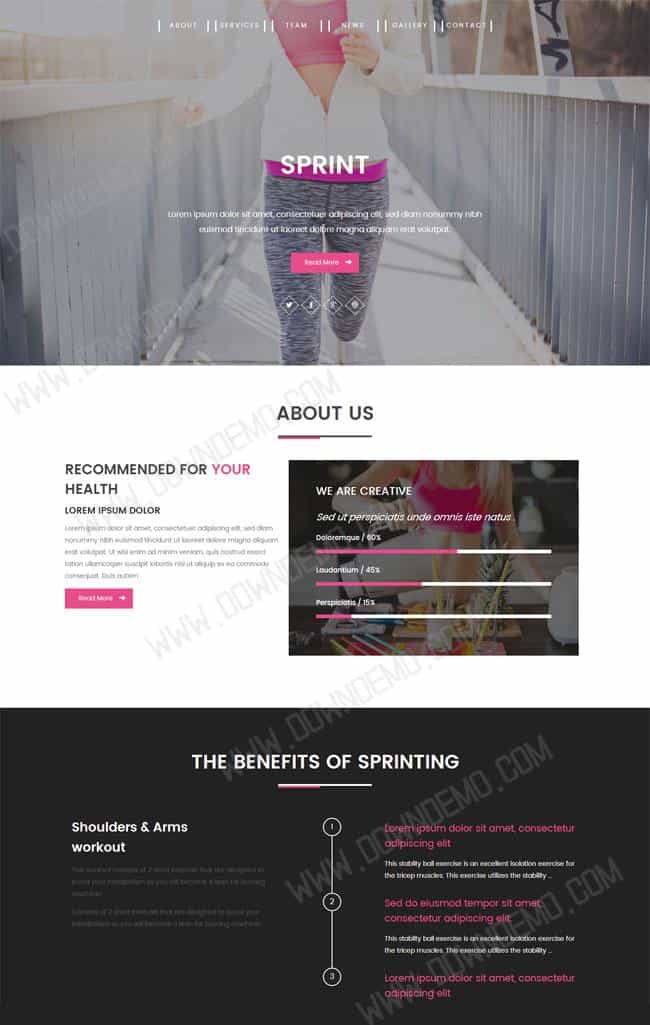 ABOUT
SERVICES
TEAM
NEWS
GALLERY
CONTACT
SPRINT
Lorem ipsum dolor sit amet, consectetuer adipiscing elit, sed diam nonummy nibh
euismod tincidunt ut laoreet dolore magna aliquam erat volutpat.
Read More
ABOUT US
RECOMMENDED FOR YOUR
HEALTH
LOREM IPSUM DOLOR
Lorem ipsum dolor sit amet, consectetuer adipiscing elit, sed diam
nonummy nibh euismod tincidunt ut laoreet dolore magna aliquam
erat volutpat. Ut wisi enim ad minim veniam, quis nostrud exerci
tation ullamcorper suscipit lobortis nisl ut aliquip ex ea commodo
consequat. Duis autem
Read More
WE ARE CREATIVE
Sed ut perspiciatis unde omnis iste natus
Doloremque / 60%
Laudantium / 45%
Perspiciatis / 15%
THE BENEFITS OF SPRINTING
Shoulders & Arms
workout
1
Lorem ipsum dolor sit amet, consectetur
adipiscing elit
This stability ball exercise is an excellent isolation exercise for
the tricep muscles. This exercise utilizes the stability ...
2
Sed do eiusmod tempor sit amet,
consectetur adipiscing elit
This stability ball exercise is an excellent isolation exercise for
the tricep muscles. This exercise utilizes the stability ...
3
Lorem ipsum dolor sit amet, consectetur
adipiscing elit
WWW.DOWNDEMO.COM
WWW.DOWNDEMO.COM
WWW.DOWNDEMO.COM
WWW.DOWNDEMO.COM